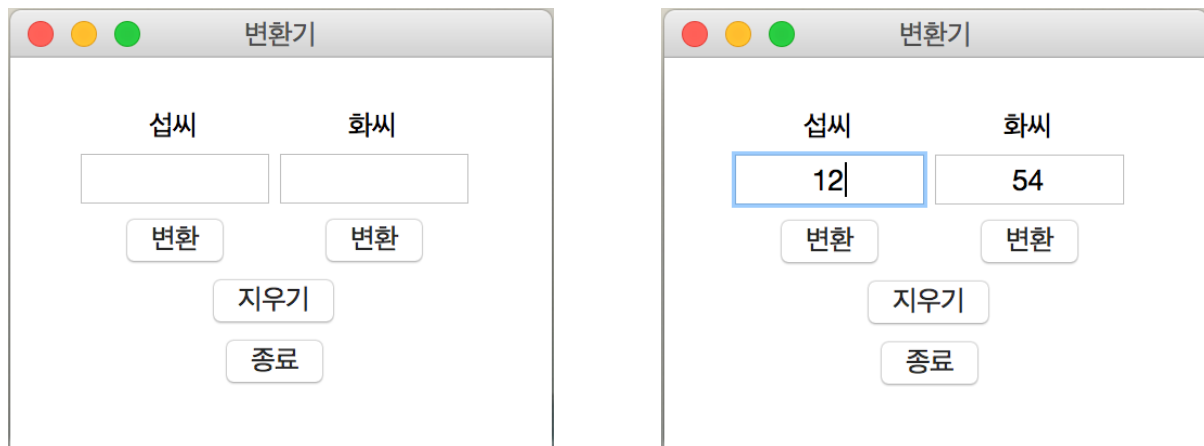 변환기
섭씨 화씨
변환 변환
지우기
종료
변환기
섭씨 화씨
12 54
변환 변환
지우기
종료